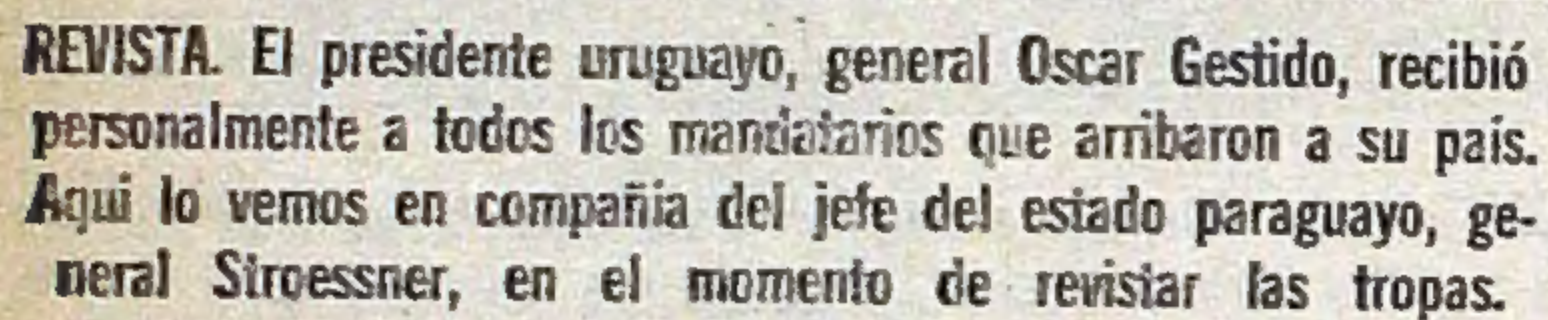 REVISTA. El presidente uruguayo, general Oscar Gestido, recibió
personalmente a todos los mandatarios que arribaron a su país.
Aquí lo vemos en compañia del jefe del estado paraguayo, ge-
neral Stroessner, en el momento de revistar las tropas.